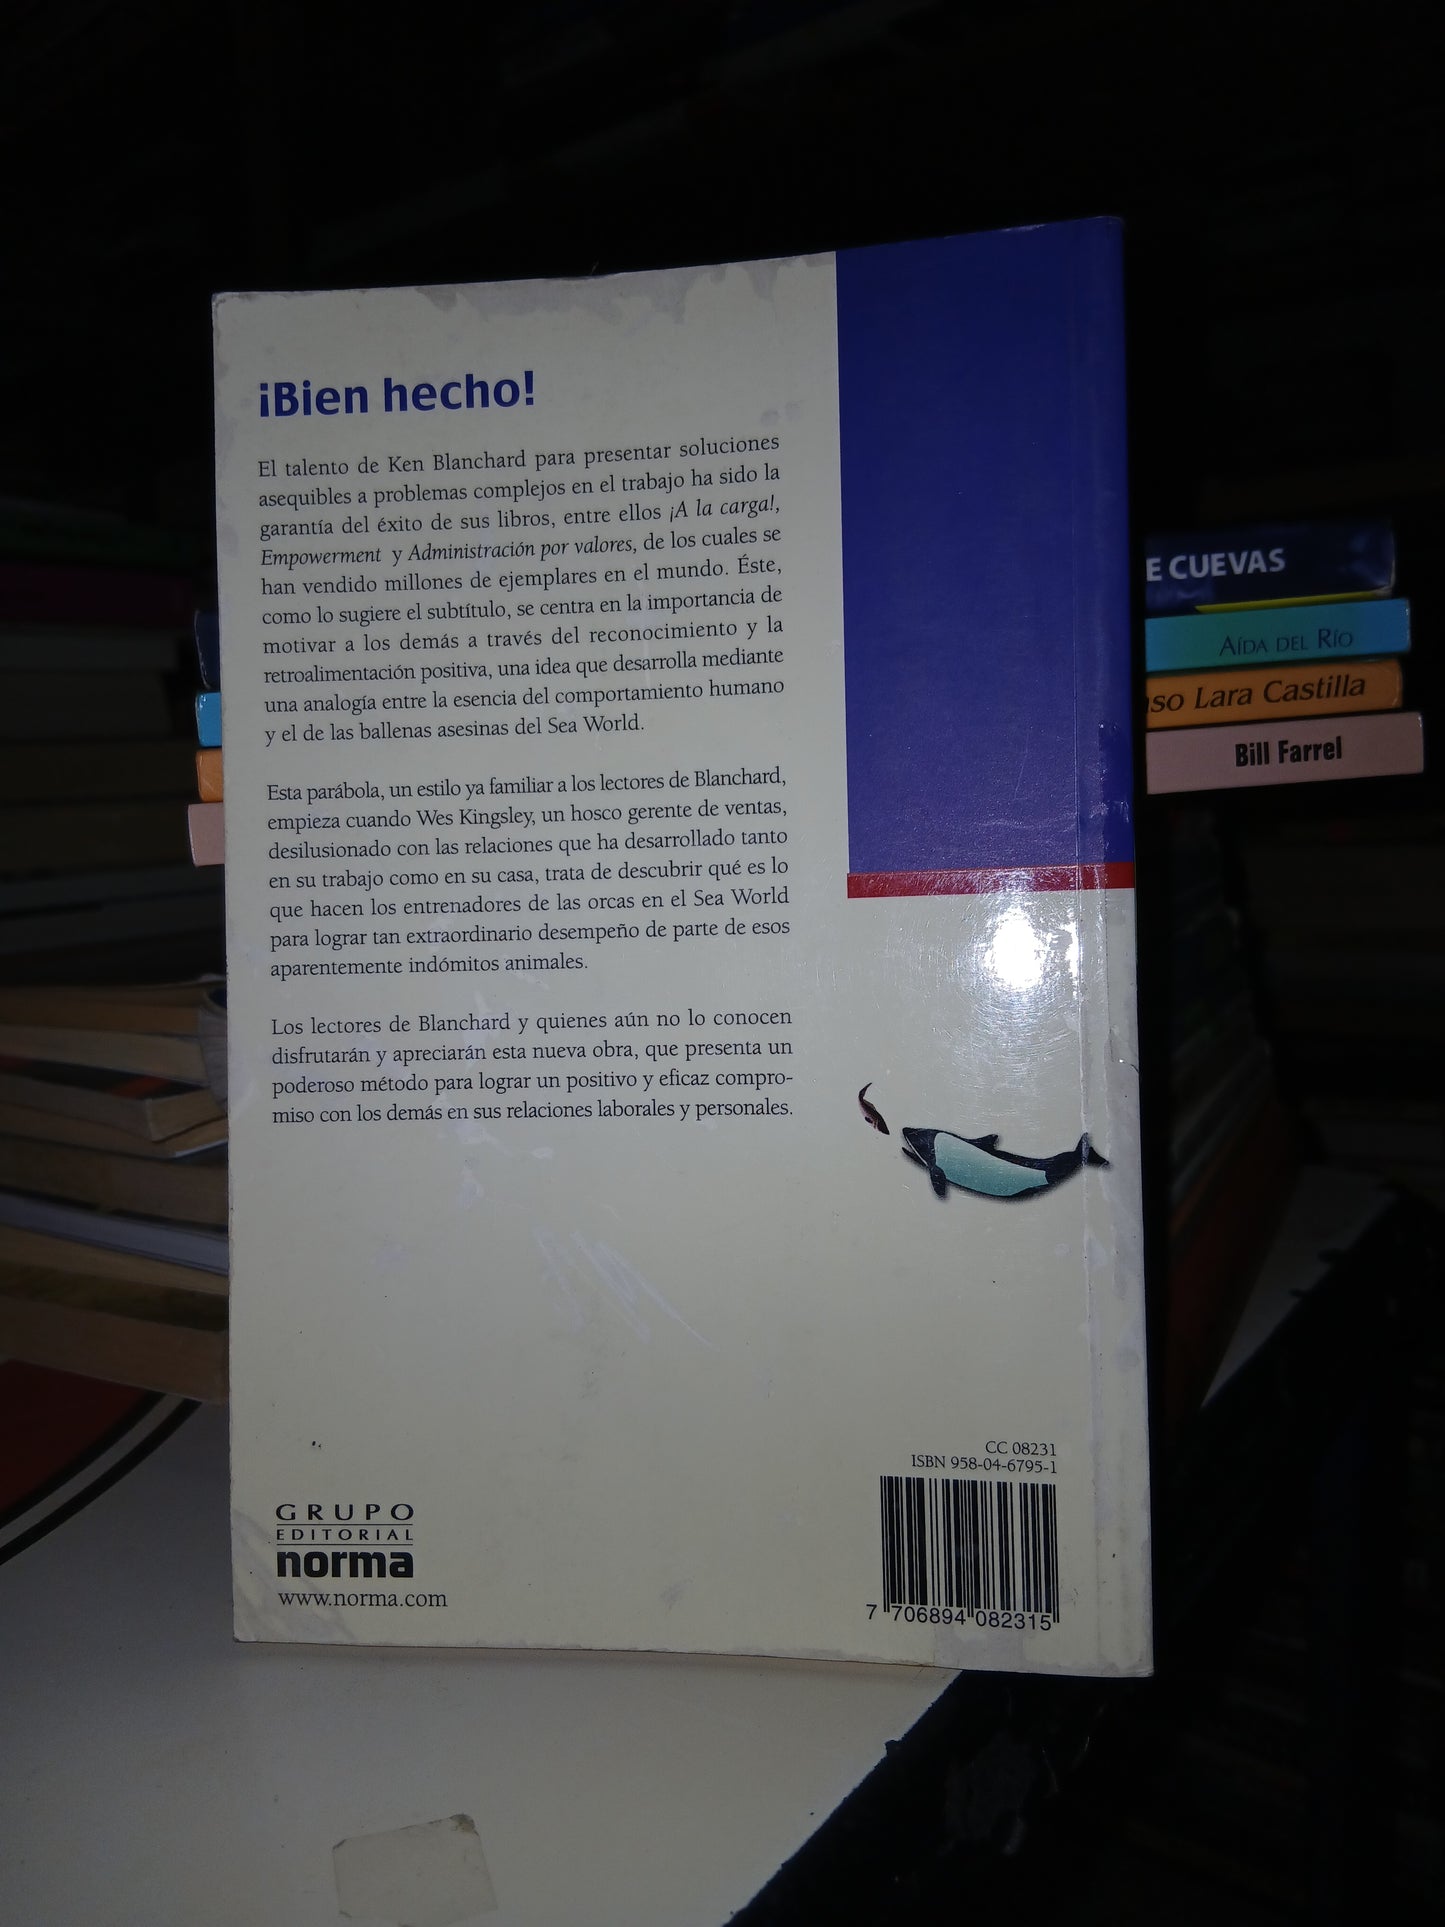 ¡Bien hecho!
El talento de Ken Blanchard para presentar soluciones
asequibles a problemas complejos en el trabajo ha sido la
garantía del éxito de sus libros, entre ellos ¡A la carga!,
Empowerment y Administración por valores, de los cuales se
han vendido millones de ejemplares en el mundo. Éste,
como lo sugiere el subtítulo, se centra en la importancia de
motivar a los demás a través del reconocimiento y la
retroalimentación positiva, una idea que desarrolla mediante
una analogía entre la esencia del comportamiento humano
y el de las ballenas asesinas del Sea World.
Esta parábola, un estilo ya familiar a los lectores de Blanchard,
empieza cuando Wes Kingsley, un hosco gerente de ventas,
desilusionado con las relaciones que ha desarrollado tanto
en su trabajo como en su casa, trata de descubrir qué es lo
que hacen los entrenadores de las orcas en el Sea World
para lograr tan extraordinario desempeño de parte de esos
aparentemente indómitos animales.
Los lectores de Blanchard y quienes aún no lo conocen
disfrutarán y apreciarán esta nueva obra, que presenta un
poderoso método para lograr un positivo y eficaz compro-
miso con los demás en sus relaciones laborales y personales.
CC 08231
ISBN 958-04-6795-1
7 706894 082315
GRUPO
EDITORIAL
norma
www.norma.com
E CUEVAS
AÍDA DEL RÍO
so Lara Castilla
Bill Farrel